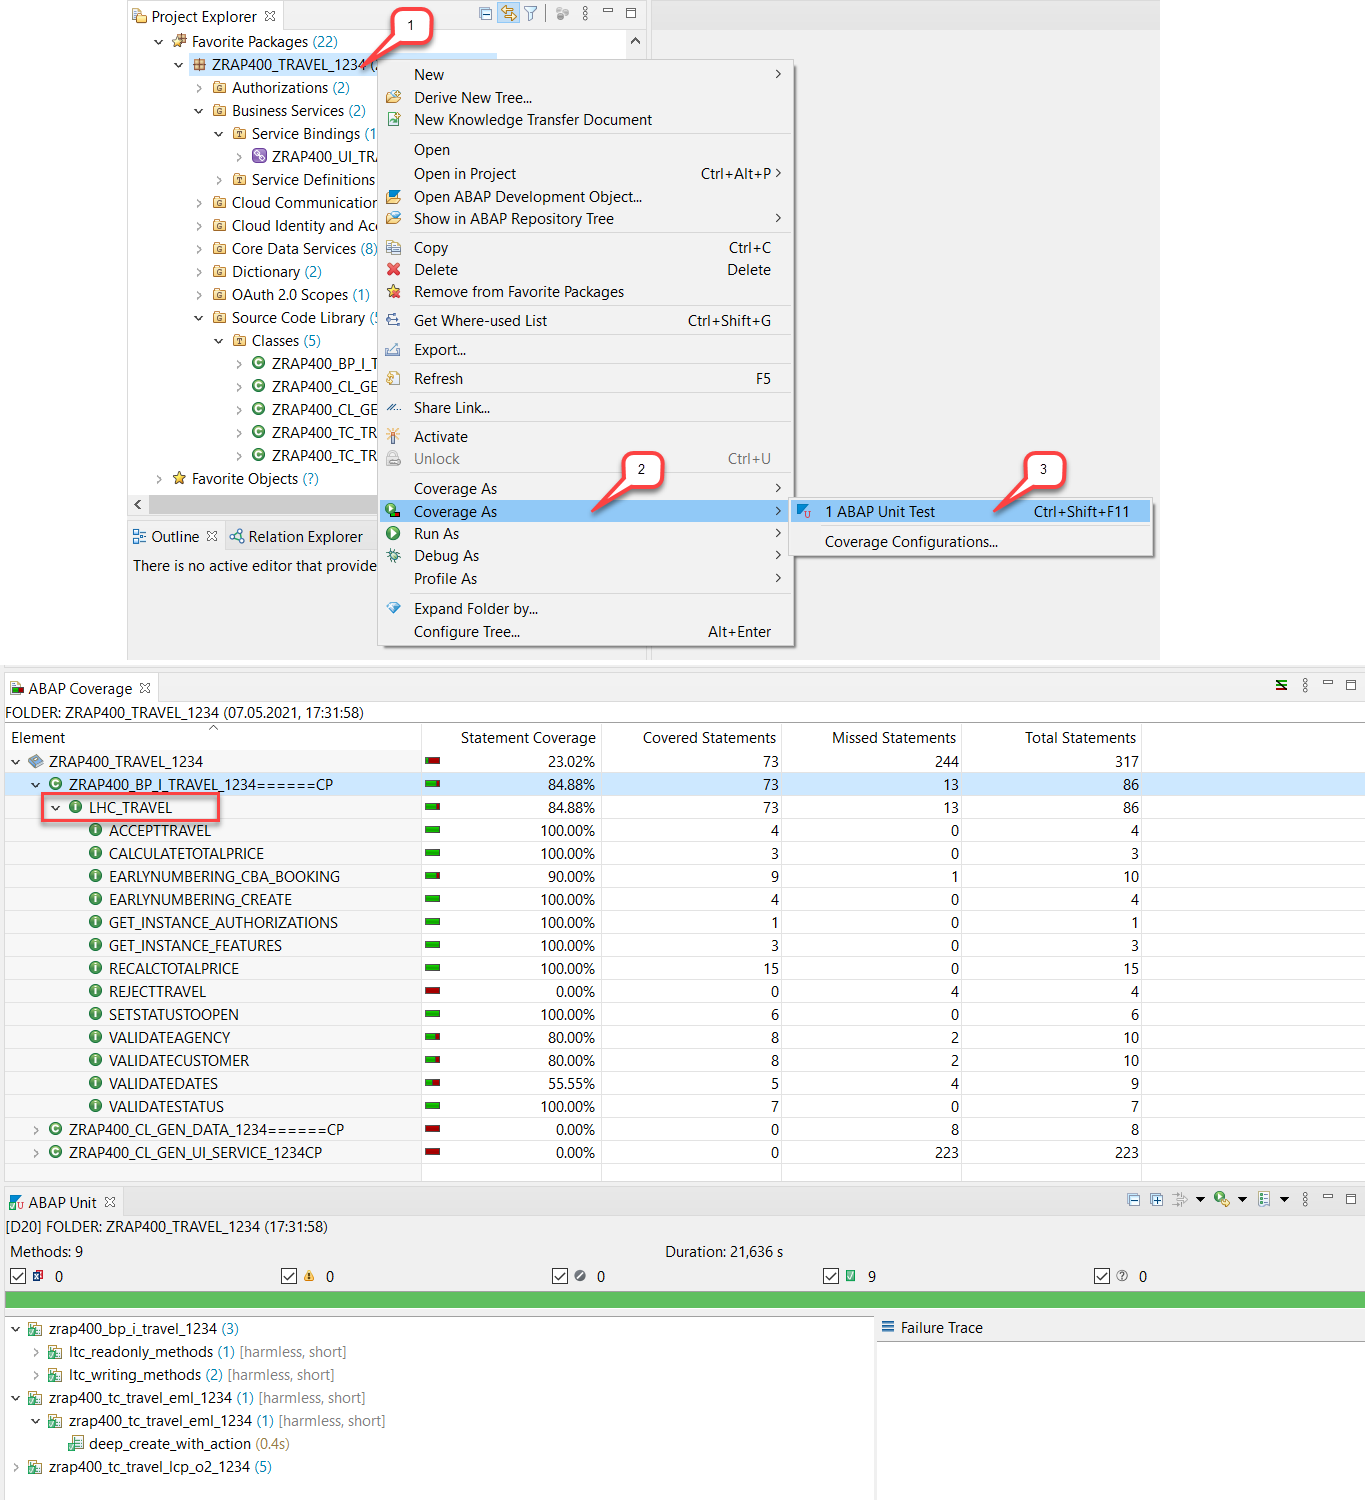 Project Explorer
1
Favorite Packages (22)
ZRAP400_TRAVEL_1234
Authorizations (2)
Business Services (2)
Service Bindings (1
ZRAP400_UI_TRA
Service Definitions
Cloud Communication
Cloud Identity and Acc
Core Data Services (8)
Dictionary (2)
OAuth 2.0 Scopes (1)
Source Code Library (5
Classes (5)
ZRAP400_BP_I_T
ZRAP400_CL_GE
ZRAP400_CL_GE
ZRAP400_TC_TR
ZRAP400_TC_TR
Favorite Objects (?)
Outline
Relation Explorer
There is no active editor that provide
New
Derive New Tree...
New Knowledge Transfer Document
Open
Open in Project Ctrl+Alt+P
Open ABAP Development Object...
Show in ABAP Repository Tree
Copy Ctrl+C
Delete Delete
Remove from Favorite Packages
Get Where-used List Ctrl+Shift+G
Export...
Refresh F5
Share Link...
Activate
Unlock Ctrl+U
Coverage As
Coverage As
Run As
Debug As
Profile As
Expand Folder by...
Configure Tree... Alt+Enter
2
3
1 ABAP Unit Test Ctrl+Shift+F11
Coverage Configurations...
ABAP Coverage
FOLDER: ZRAP400_TRAVEL_1234 (07.05.2021, 17:31:58)
Element Statement Coverage Covered Statements Missed Statements Total Statements
ZRAP400_TRAVEL_1234 23.02% 73 244 317
ZRAP400_BP_I_TRAVEL_1234======CP 84.88% 73 13 86
LHC_TRAVEL 84.88% 73 13 86
ACCEPTTRAVEL 100.00% 4 0 4
CALCULATETOTALPRICE 100.00% 3 0 3
EARLYNUMBERING_CBA_BOOKING 90.00% 9 1 10
EARLYNUMBERING_CREATE 100.00% 4 0 4
GET_INSTANCE_AUTHORIZATIONS 100.00% 1 0 1
GET_INSTANCE_FEATURES 100.00% 3 0 3
RECALCTOTALPRICE 100.00% 15 0 15
REJECTTRAVEL 0.00% 0 4 4
SETSTATUSTOOPEN 100.00% 6 0 6
VALIDATEAGENCY 80.00% 8 2 10
VALIDATECUSTOMER 80.00% 8 2 10
VALIDATEDATES 55.55% 5 4 9
VALIDATESTATUS 100.00% 7 0 7
ZRAP400_CL_GEN_DATA_1234======CP 0.00% 0 8 8
ZRAP400_CL_GEN_UI_SERVICE_1234CP 0.00% 0 223 223
ABAP Unit
[D20] FOLDER: ZRAP400_TRAVEL_1234 (17:31:58)
Methods: 9 Duration: 21,636 s
0 0 0 9 0
zrap400_bp_i_travel_1234 (3)
ltc_readonly_methods (1) [harmless, short]
ltc_writing_methods (2) [harmless, short]
zrap400_tc_travel_eml_1234 (1) [harmless, short]
zrap400_tc_travel_eml_1234 (1) [harmless, short]
deep_create_with_action (0.4s)
zrap400_tc_travel_lcp_o2_1234 (5)
Failure Trace